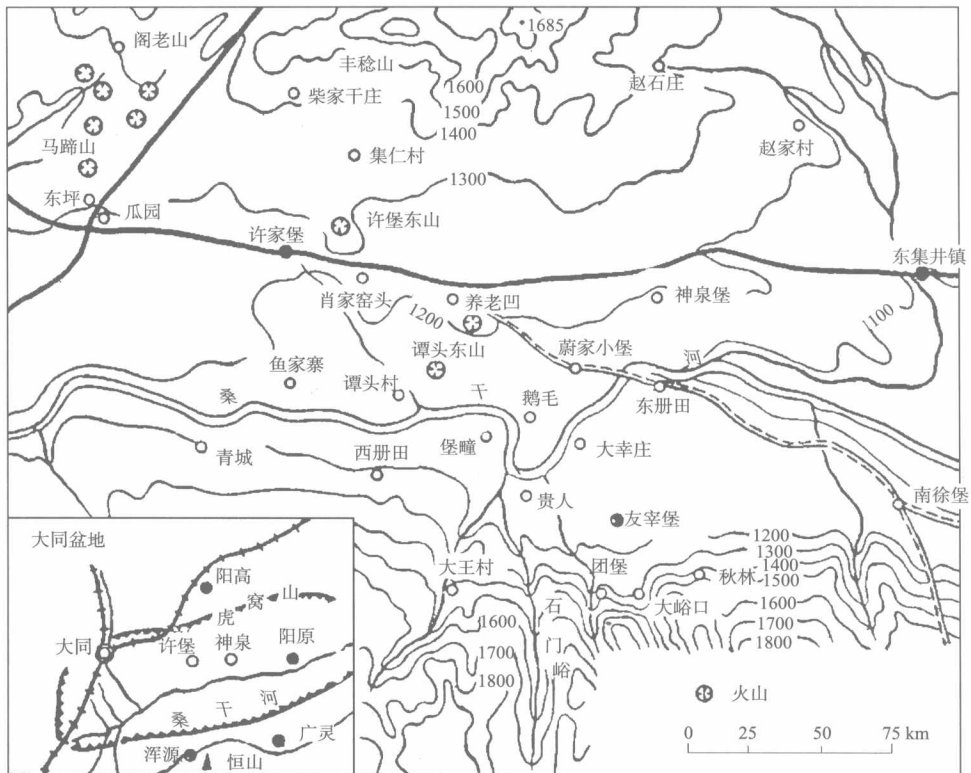 阁老山
1685
丰稔山
赵石庄
1600
柴家干庄
1500
1400
赵家村
马蹄山
集仁村
1300
东坪
瓜园
许堡东山
许家堡
东集井镇
肖家窑头
养老凹
神泉堡
1200
1100
谭头东山
蔚家小堡
河
鱼家寨
桑
谭头村
干
鹅毛
东册田
堡疃
大辛庄
青城
西册田
贵人
友宰堡
南徐堡
1200
1300
大同盆地
大王村
团堡
1400
秋林
1500
阳高
石
大峪口
窝
山
1600
1600
虎
门
1700
大同
许堡
神泉
阳原
1700
峪
1800
1800
火山
河
干
桑
广灵
0
25
50
75 km
浑源
恒山